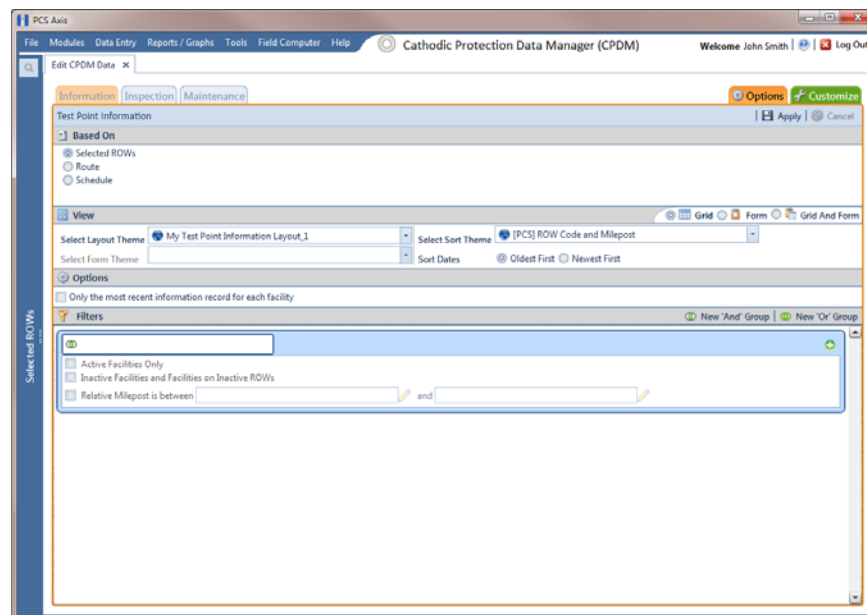 PCS Axis
File Modules Data Entry Reports / Graphs Tools Field Computer Help Cathodic Protection Data Manager (CPDM) Welcome John Smith | Log Out
Edit CPDM Data ×
Information Inspection Maintenance Options Customize
Test Point Information | Apply | Cancel
Based On
Selected ROWs
Route
Schedule
View Grid Form Grid And Form
Select Layout Theme My Test Point Information Layout_1 Select Sort Theme [PCS] ROW Code and Milepost
Select Form Theme Sort Dates Oldest First Newest First
Options
Only the most recent information record for each facility
Filters New 'And' Group | New 'Or' Group
Active Facilities Only
Inactive Facilities and Facilities on Inactive ROWs
Relative Milepost is between and
Selected ROWs